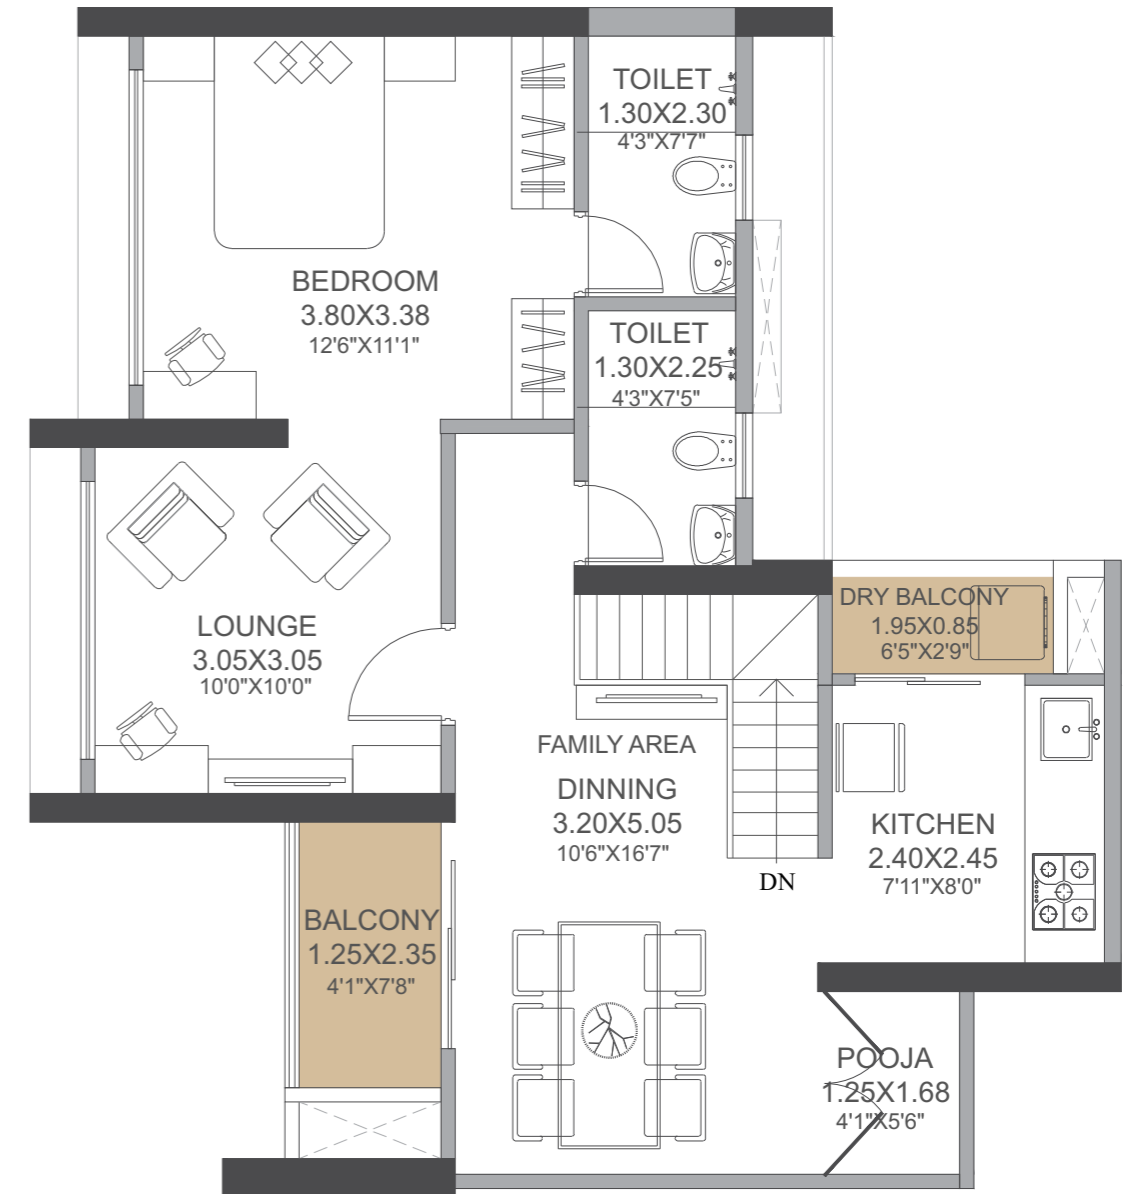 TOILET
1.30X2.30
4'3"X7'7"
BEDROOM
3.80X3.38
12'6"X11'1"
TOILET
1.30X2.25
4'3"X7'5"
LOUNGE
3.05X3.05
10'0"X10'0"
DRY BALCONY
1.95X0.85
6'5"X2'9"
FAMILY AREA
DINNING
3.20X5.05
10'6"X16'7"
KITCHEN
2.40X2.45
7'11"X8'0"
DN
BALCONY
1.25X2.35
4'1"X7'8"
POOJA
1.25X1.68
4'1"X5'6"